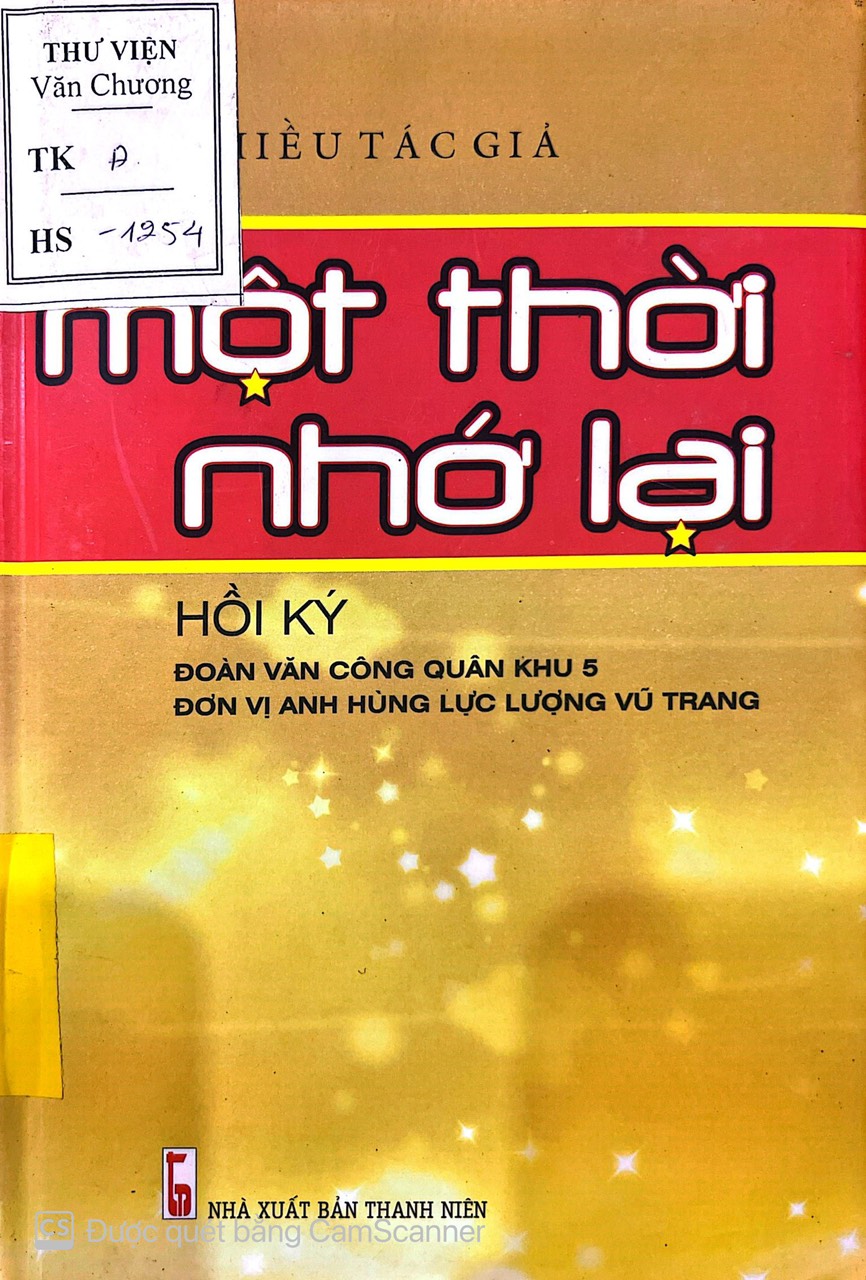 THƯ VIỆN
Văn Chương
TK A
HS -1254
HIỀU TÁC GIẢ
một thời
nhớ lại
HỒI KÝ
ĐOÀN VĂN CÔNG QUÂN KHU 5
ĐƠN VỊ ANH HÙNG LỰC LƯỢNG VŨ TRANG
NHÀ XUẤT BẢN THANH NIÊN
CS Được quét bằng CamScanner